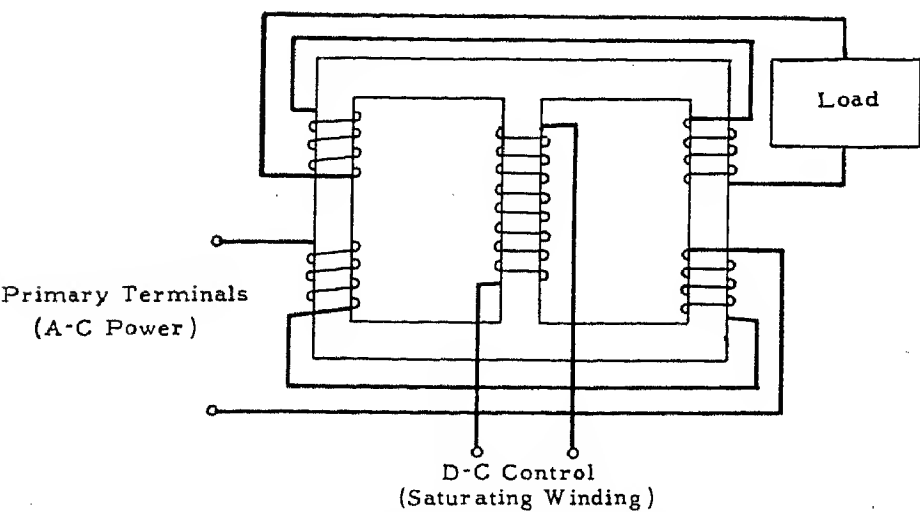 Load
Primary Terminals
(A-C Power)
D-C Control
(Saturating Winding)